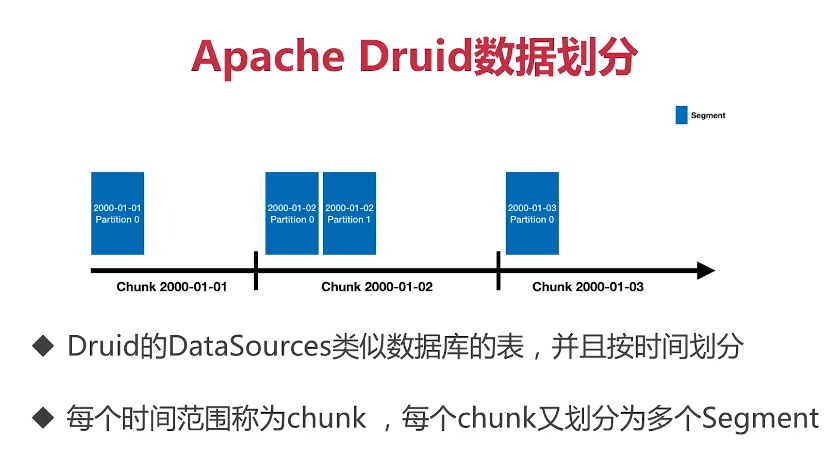 Apache Druid数据划分
Segment
2000-01-01
Partition 0
2000-01-02
Partition 0
2000-01-02
Partition 1
2000-01-03
Partition 0
Chunk 2000-01-01
Chunk 2000-01-02
Chunk 2000-01-03
◆ Druid的DataSources类似数据库的表，并且按时间划分
◆ 每个时间范围称为chunk ，每个chunk又划分为多个Segment